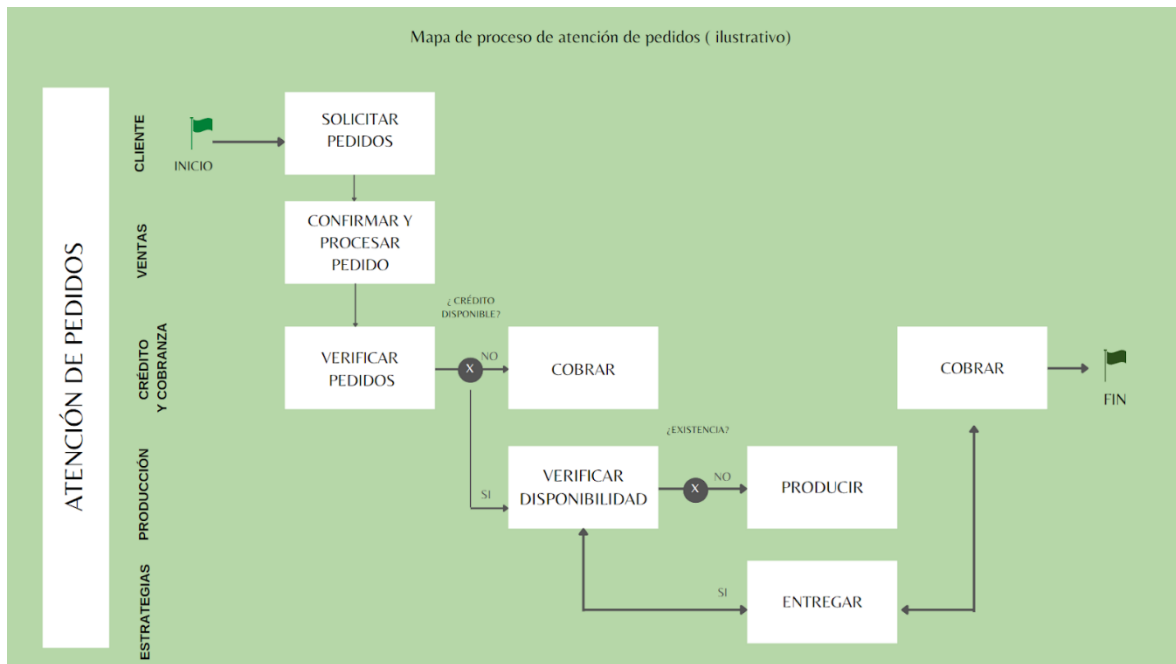 Mapa de proceso de atención de pedidos ( ilustrativo)
ATENCIÓN DE PEDIDOS
CLIENTE
INICIO
SOLICITAR
PEDIDOS
VENTAS
CONFIRMAR Y
PROCESAR
PEDIDO
CRÉDITO
Y COBRANZA
VERIFICAR
PEDIDOS
¿ CRÉDITO
DISPONIBLE?
X
NO
COBRAR
COBRAR
FIN
PRODUCCIÓN
SI
VERIFICAR
DISPONIBILIDAD
¿EXISTENCIA?
X
NO
PRODUCIR
ESTRATEGIAS
SI
ENTREGAR